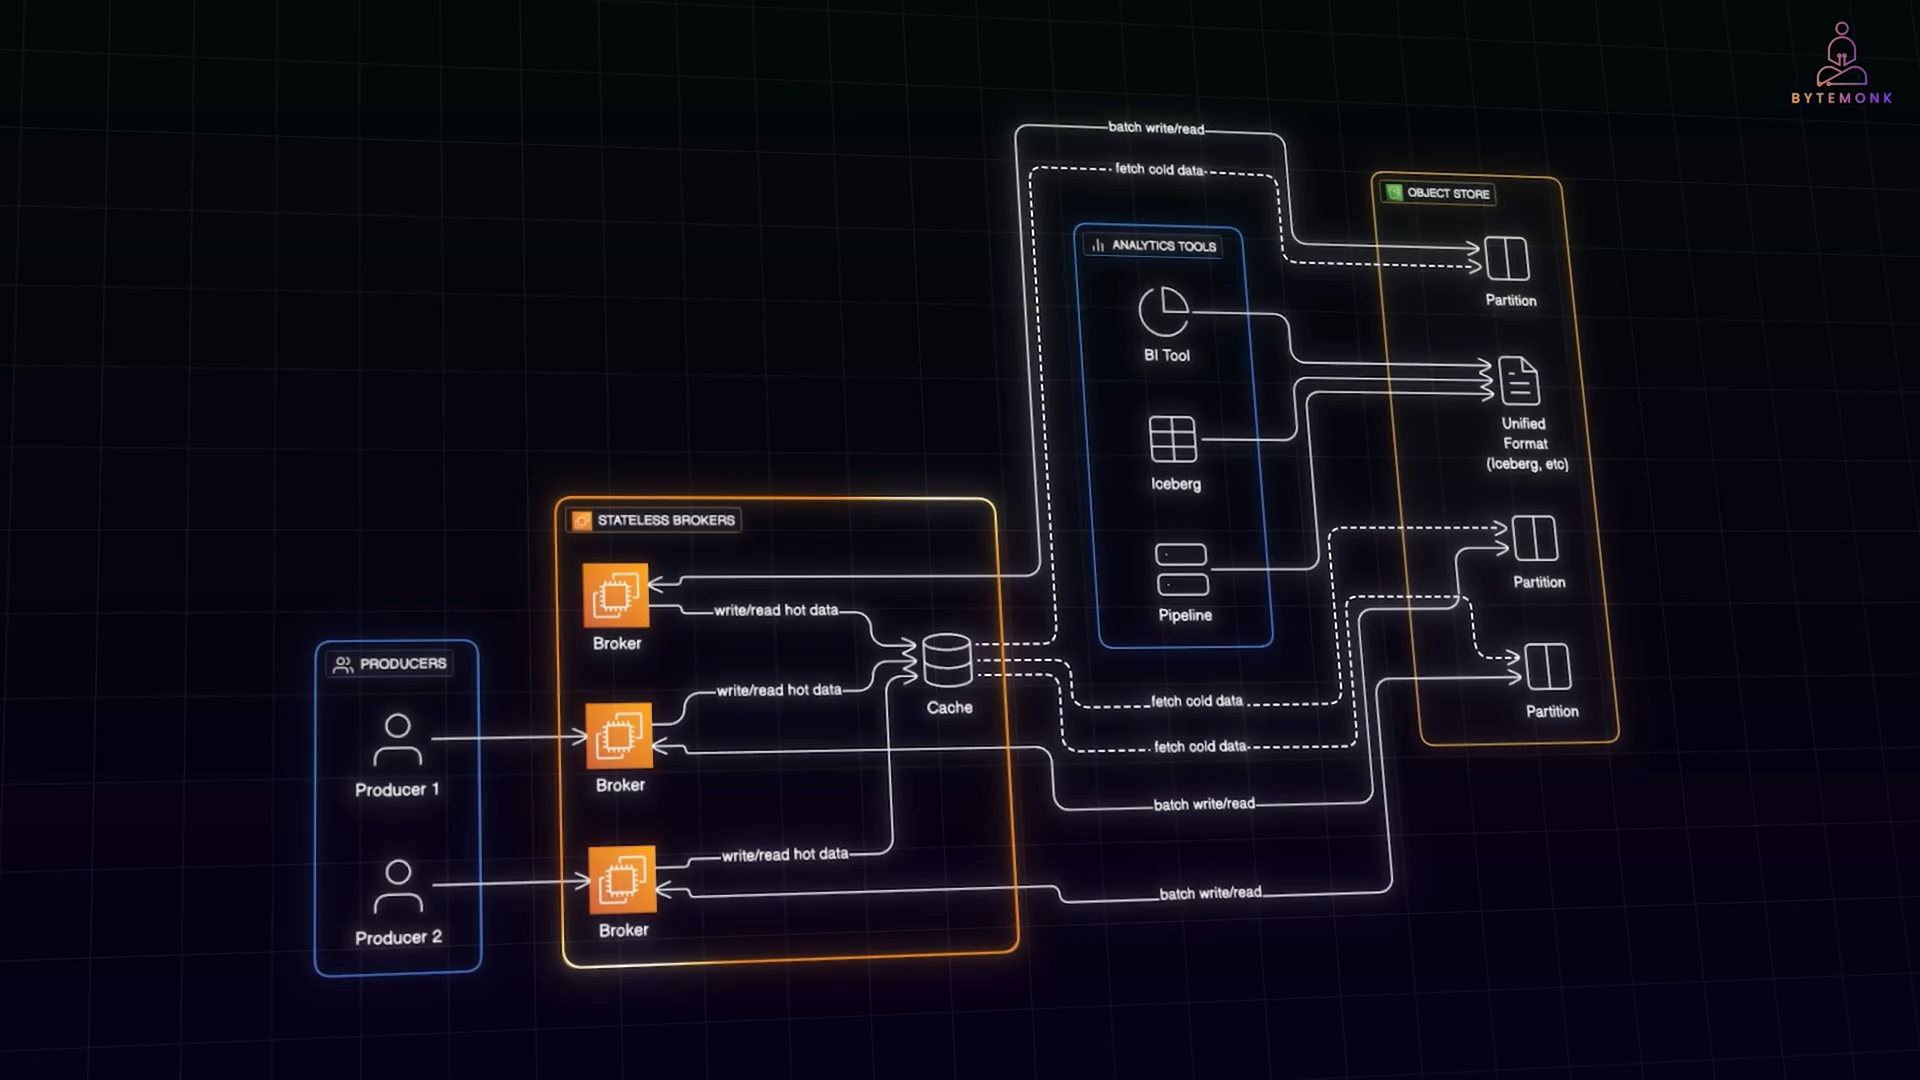 BYTEMONK
batch write/read
fetch cold data
OBJECT STORE
Partition
Unified
Format
(Iceberg, etc)
Partition
Partition
ANALYTICS TOOLS
BI Tool
Iceberg
Pipeline
STATELESS BROKERS
Broker
write/read hot data
write/read hot data
Cache
Broker
write/read hot data
Broker
fetch cold data
fetch cold data
batch write/read
batch write/read
PRODUCERS
Producer 1
Producer 2